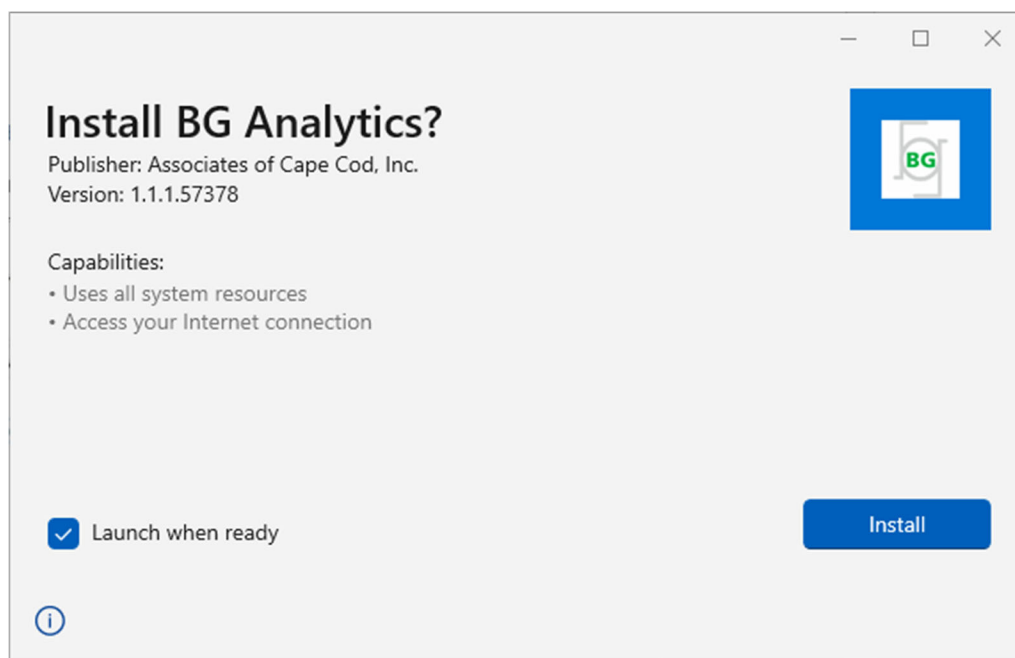 Install BG Analytics?
Publisher: Associates of Cape Cod, Inc.
Version: 1.1.1.57378
BG
Capabilities:
• Uses all system resources
• Access your Internet connection
Launch when ready
Install